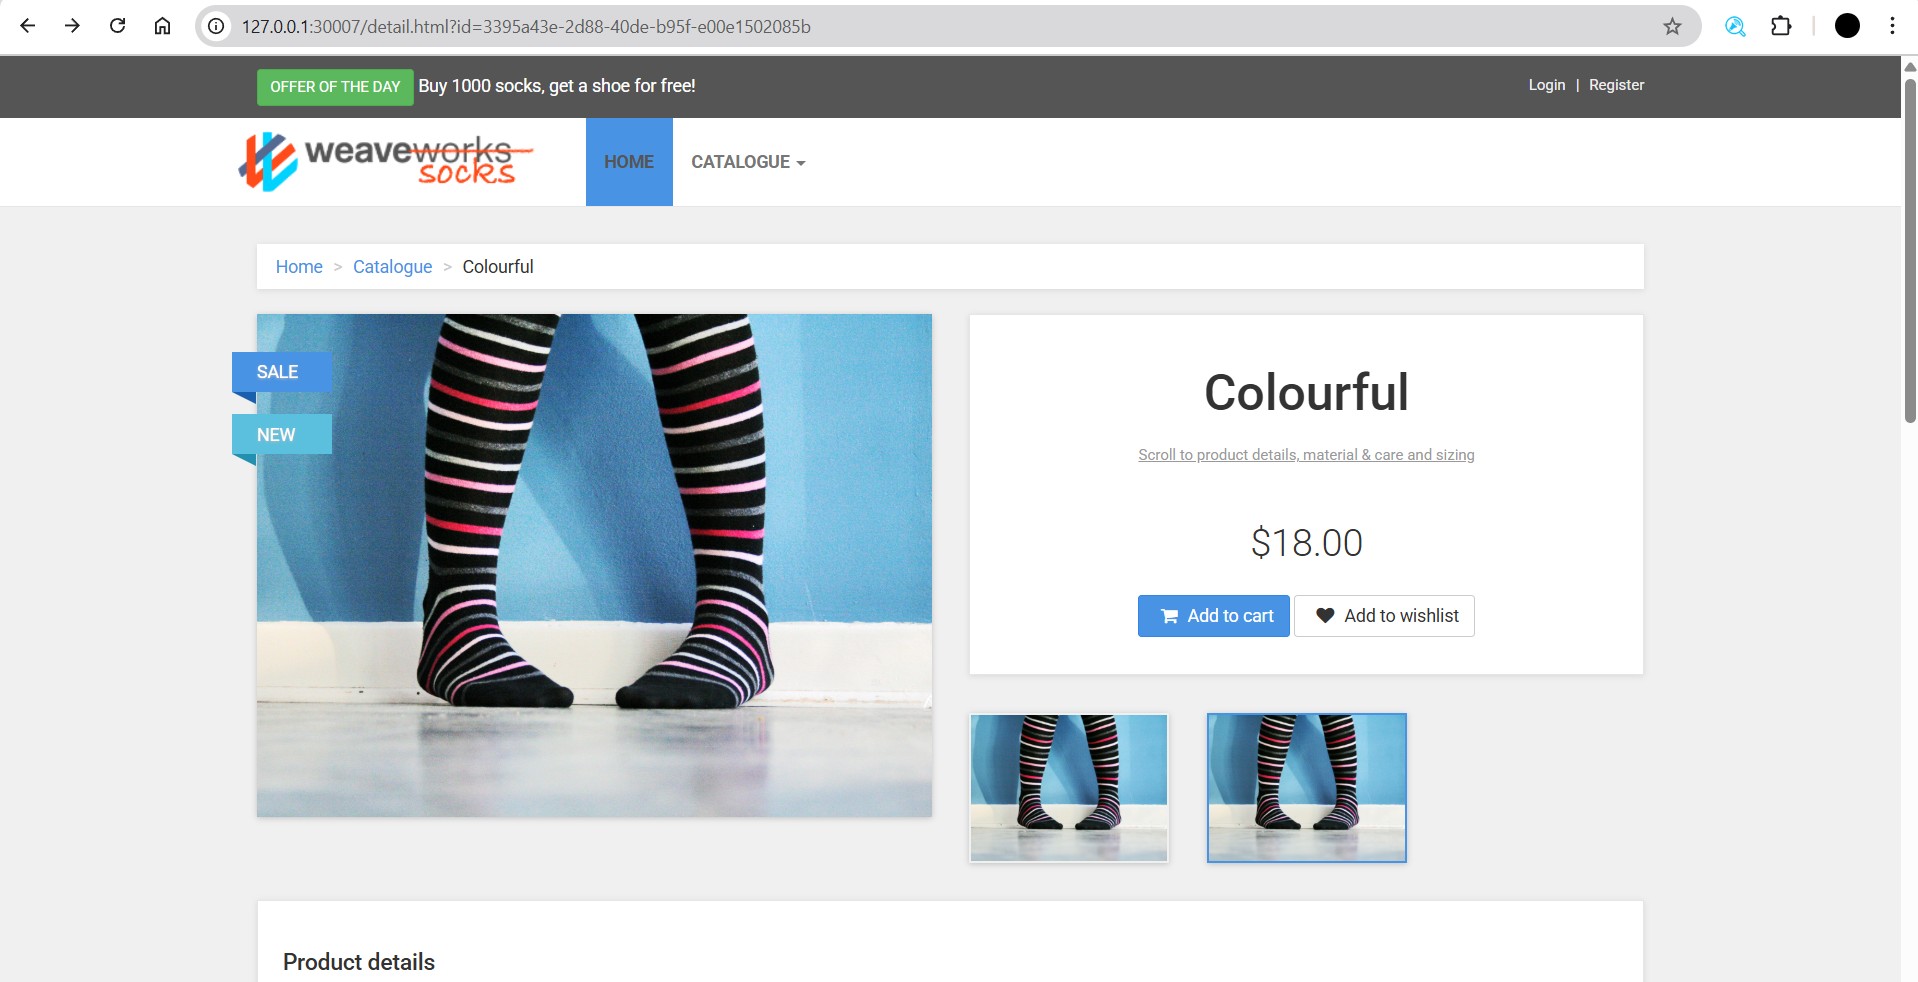 127.0.0.1:30007/detail.html?id=3395a43e-2d88-40de-b95f-e00e1502085b
OFFER OF THE DAY Buy 1000 socks, get a shoe for free!
Login | Register
weaveworks
socks
HOME
CATALOGUE
Home > Catalogue > Colourful
SALE
NEW
Colourful
Scroll to product details, material & care and sizing
$18.00
Add to cart
Add to wishlist
Product details